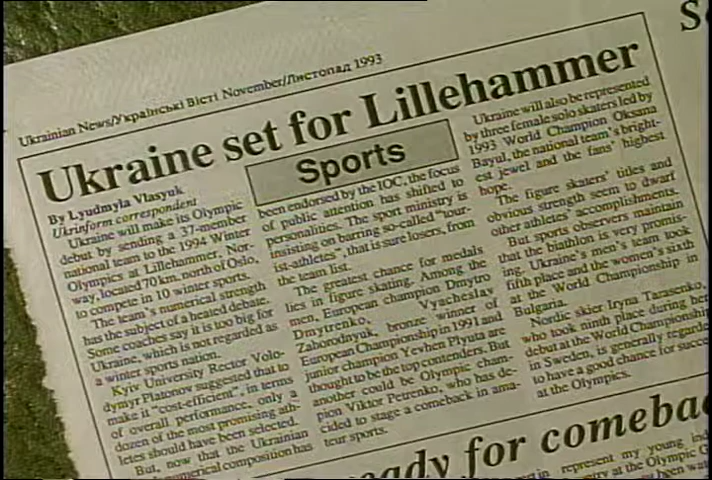 S
Ukrainian News/Українські Вісті November/Листопад 1993
Ukraine set for Lillehammer
By Lyudmyla Vlasyuk
Ukrinform correspondent
Ukraine will make its Olympic
debut by sending a 37-member
national team to the 1994 Winter
Olympics at Lillehammer, Nor-
way, located 70 km. north of Oslo,
to compete in 10 winter sports.
The team's numerical strength
has the subject of a heated debate.
Some coaches say it is too big for
Ukraine, which is not regarded as
a winter sports nation.
Kyiv University Rector Volo-
dymyr Platonov suggested that to
make it "cost-efficient", in terms
of overall performance, only a
dozen of the most promising ath-
letes should have been selected.
But, now that the Ukrainian
numerical composition has
Sports
been endorsed by the IOC, the focus
of public attention has shifted to
personalities. The sport ministry is
insisting on barring so-called "tour-
ist-athletes", that is sure losers, from
the team list.
The greatest chance for medals
lies in figure skating. Among the
men, European champion Dmytro
Dmytrenko, Vyacheslav
Zahorodnyuk, bronze winner of
European Championship in 1991 and
junior champion Yevhen Plyuta are
thought to be the top contenders. But
another could be Olympic cham-
pion Viktor Petrenko, who has de-
cided to stage a comeback in ama-
teur sports.
Ukraine will also be represented
by three female solo skaters led by
1993 World Champion Oksana
Bayul, the national team's bright-
est jewel and the fans' highest
hope.
The figure skaters' titles and
obvious strength seem to dwarf
other athletes' accomplishments.
But sports observers maintain
that the biathlon is very promis-
ing. Ukraine's men's team took
fifth place and the women's sixth
at the World Championship in
Bulgaria.
Nordic skier Iryna Tarasenko,
who took ninth place during her
debut at the World Championship
in Sweden, is generally regarde
to have a good chance for succe
at the Olympics.
eady for comeba
represent my young
at the Olympic